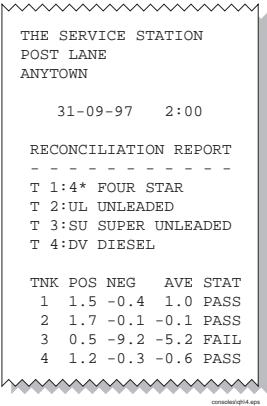 THE SERVICE STATION
POST LANE
ANYTOWN
31-09-97 2:00
RECONCILIATION REPORT
- - - - - - - - - - -
T 1:4* FOUR STAR
T 2:UL UNLEADED
T 3:SU SUPER UNLEADED
T 4:DV DIESEL
TNK POS NEG AVE STAT
1 1.5 -0.4 1.0 PASS
2 1.7 -0.1 -0.1 PASS
3 0.5 -9.2 -5.2 FAIL
4 1.2 -0.3 -0.6 PASS